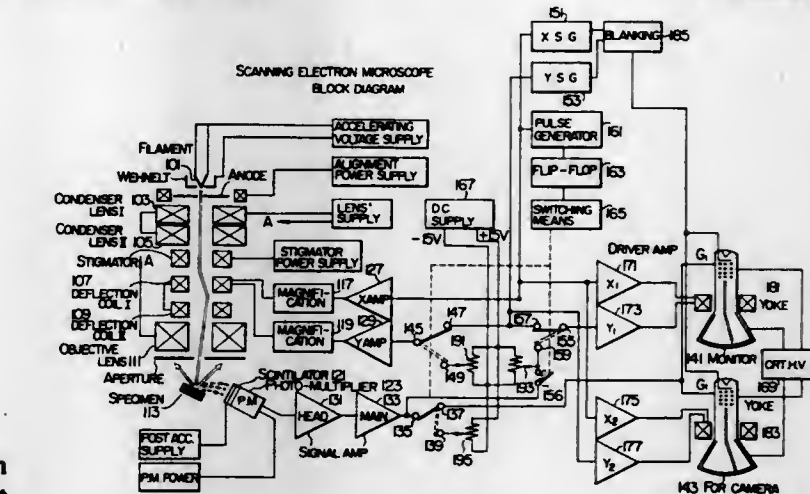 SCANNING ELECTRON MICROSCOPE
BLOCK DIAGRAM
151
X S G
Y S G
153
BLANKING
185
PULSE
GENERATOR
161
FLIP-FLOP
163
SWITCHING
MEANS
165
167
DC
SUPPLY
-15V
+15V
FILAMENT
101
WEHNELT
ANODE
ACCELERATING
VOLTAGE SUPPLY
ALIGNMENT
POWER SUPPLY
CONDENSER 103
LENS I
CONDENSER
LENS II 105
A
LENS'
SUPPLY
STIGMATOR
A
STIGMATOR
POWER SUPPLY
107
DEFLECTION
COIL I
109
DEFLECTION
COIL II
OBJECTIVE
LENS 111
APERTURE
SPECIMEN
113
MAGNIFI-
CATION
117
127
X AMP
MAGNIFI-
CATION
119
129
Y AMP
145
147
149
191
157
155
159
193
156
DRIVER AMP
171
X1
173
Y1
175
X2
177
Y2
G1
181
YOKE
141 MONITOR
CRT. H.V
169
G1
YOKE
183
143 FOR CAMERA
SCINTILATOR 121
PHOTO-MULTIPLIER 123
P.M
131
HEAD
133
MAIN
SIGNAL AMP
135
137
139
195
POST ACC.
SUPPLY
P.M POWER